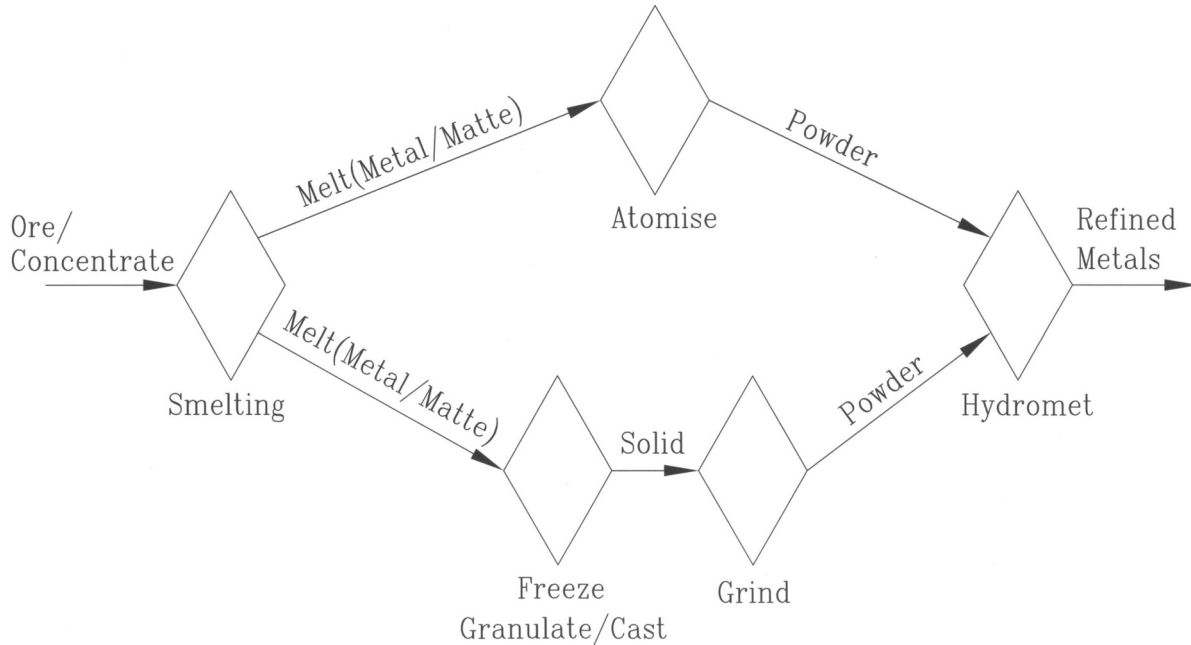 Melt(Metal/Matte)
Powder
Atomise
Ore/
Concentrate
Refined
Metals
Smelting
Melt(Metal/Matte)
Solid
Powder
Hydromet
Freeze
Granulate/Cast
Grind